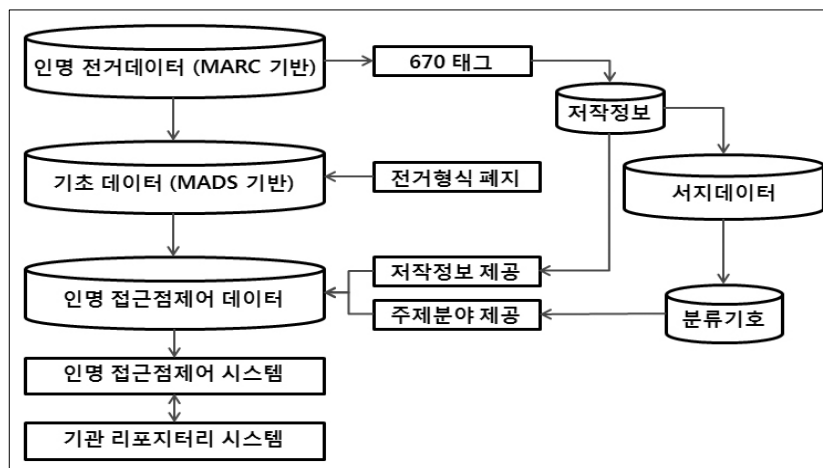 인명 전거데이터 (MARC 기반)
670 태그
저작정보
기초 데이터 (MADS 기반)
전거형식 폐지
서지데이터
저작정보 제공
인명 접근점제어 데이터
주제분야 제공
분류기호
인명 접근점제어 시스템
기관 리포지터리 시스템